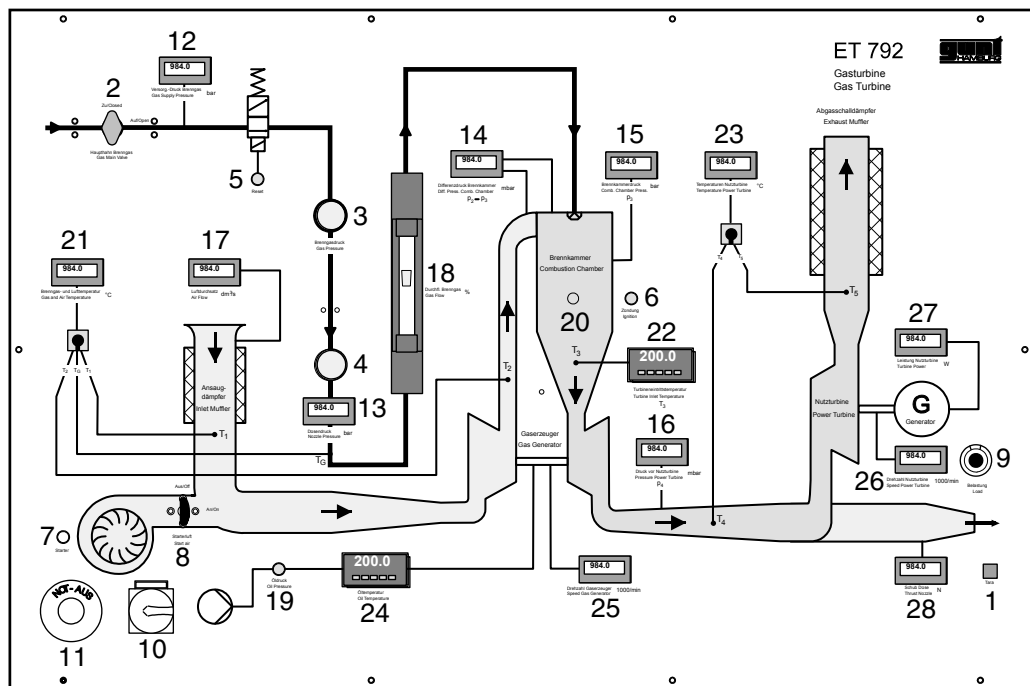 ET 792
Gasturbine
Gas Turbine
HAMBURG
12
984.0
bar
Versorg.-Druck Brenngas
Gas Supply Pressure
2
Zu/Closed
Auf/Open
Haupthahn Brenngas
Gas Main Valve
5
Reset
3
Brenngasdruck
Gas Pressure
4
13
984.0
bar
Düsendruck
Nozzle Pressure
TG
18
Durchfl. Brenngas
Gas Flow
%
14
984.0
mbar
Differenzdruck Brennkammer
Diff. Press. Comb. Chamber
P2 – P3
15
984.0
bar
Brennkammerdruck
Comb. Chamber Press.
P3
23
984.0
°C
Temperaturen Nutzturbine
Temperature Power Turbine
T4
T5
Abgasschalldämpfer
Exhaust Muffler
T5
21
984.0
°C
Brenngas- und Lufttemperatur
Gas and Air Temperature
T2
TG
T1
17
984.0
dm³/s
Luftdurchsatz
Air Flow
Ansaug-
dämpfer
Inlet Muffler
T1
T2
Brennkammer
Combustion Chamber
20
T3
6
Zündung
Ignition
22
200.0
Turbineneintrittstemperatur
Turbine Inlet Temperature
T3
Gaserzeuger
Gas Generator
16
984.0
mbar
Druck vor Nutzturbine
Pressure Power Turbine
P4
T4
Nutzturbine
Power Turbine
27
984.0
W
Leistung Nutzturbine
Turbine Power
G
Generator
26
984.0
1000/min
Drehzahl Nutzturbine
Speed Power Turbine
9
Belastung
Load
7
Starter
Aus/Off
An/On
Starterluft
Start air
8
11
NOT - AUS
10
19
Öldruck
Oil Pressure
200.0
Öltemperatur
Oil Temperature
24
984.0
1000/min
Drehzahl Gaserzeuger
Speed Gas Generator
25
984.0
N
Schub Düse
Thrust Nozzle
28
Tara
1